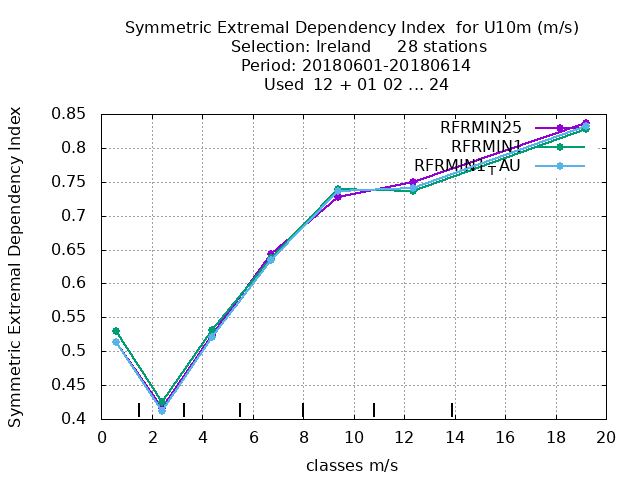 Symmetric Extremal Dependency Index for U10m (m/s)
Selection: Ireland 28 stations
Period: 20180601-20180614
Used 12 + 01 02 ... 24
Symmetric Extremal Dependency Index
0.85
0.8
0.75
0.7
0.65
0.6
0.55
0.5
0.45
0.4
RFRMIN25
RFRMIN1
RFRMIN1TAU
0 2 4 6 8 10 12 14 16 18 20
classes m/s